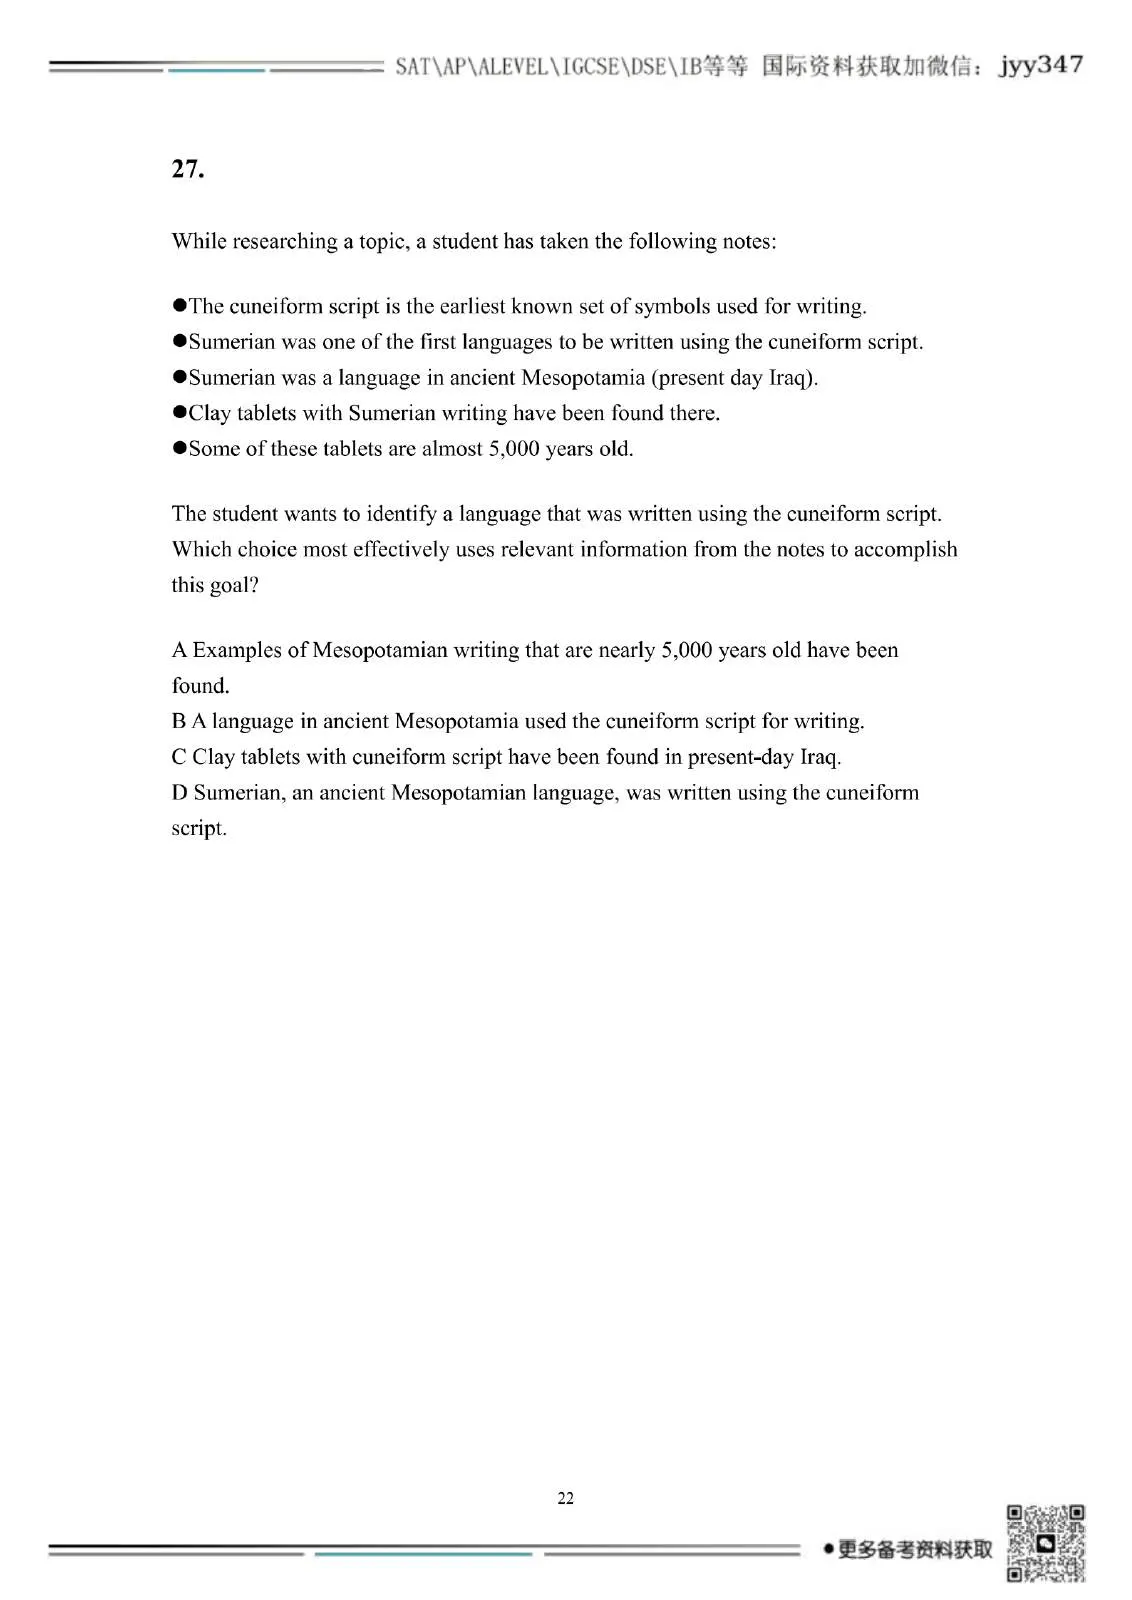 SAT\AP\ALEVEL\IGCSE\DSE\IB等等 国际资料获取加微信： jyy347
27.
While researching a topic, a student has taken the following notes:
●The cuneiform script is the earliest known set of symbols used for writing.
●Sumerian was one of the first languages to be written using the cuneiform script.
●Sumerian was a language in ancient Mesopotamia (present day Iraq).
●Clay tablets with Sumerian writing have been found there.
●Some of these tablets are almost 5,000 years old.
The student wants to identify a language that was written using the cuneiform script.
Which choice most effectively uses relevant information from the notes to accomplish
this goal?
A Examples of Mesopotamian writing that are nearly 5,000 years old have been
found.
B A language in ancient Mesopotamia used the cuneiform script for writing.
C Clay tablets with cuneiform script have been found in present-day Iraq.
D Sumerian, an ancient Mesopotamian language, was written using the cuneiform
script.
22
●更多备考资料获取